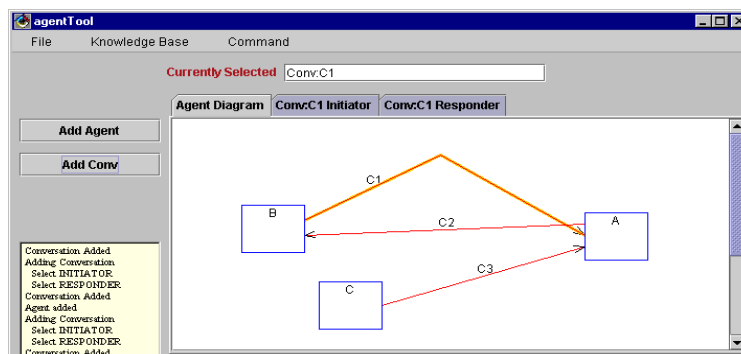 agentTool
File Knowledge Base Command
Currently Selected Conv:C1
Agent Diagram Conv:C1 Initiator Conv:C1 Responder
Add Agent
Add Conv
C1
B
C2
A
C3
C
Conversation Added
Adding Conversation
Select INITIATOR
Select RESPONDER
Conversation Added
Agent added
Adding Conversation
Select INITIATOR
Select RESPONDER
Conversation Added